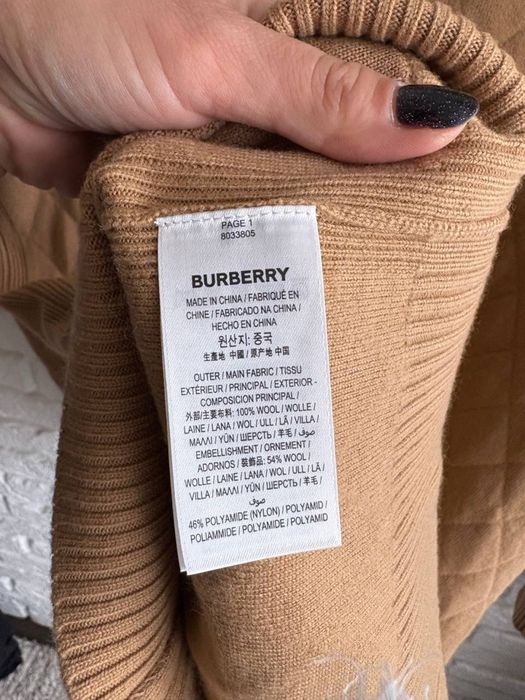 PAGE 1
8033805
BURBERRY
MADE IN CHINA / FABRIQUÉ EN
CHINE / FABRICADO NA CHINA /
HECHO EN CHINA
원산지: 중국
生產地 中國 / 原产地 中国
OUTER / MAIN FABRIC / TISSU
EXTÉRIEUR / PRINCIPAL / EXTERIOR -
COMPOSICIÓN PRINCIPAL /
外部/主要布料: 100% WOOL / WOLLE /
LAINE / LANA / WOL / ULL / LÃ / VILLA /
ΜΑΛΛΙ / YÜN / ШЕРСТЬ / 羊毛 / صوف
EMBELLISHMENT / ORNEMENT /
ADORNOS / 裝飾品: 54% WOOL /
WOLLE / LAINE / LANA / WOL / ULL / LÃ /
VILLA / ΜΑΛΛΙ / YÜN / ШЕРСТЬ / 羊毛 /
صوف
46% POLYAMIDE (NYLON) / POLYAMID /
POLIAMMIDE / POLYAMIDE / POLYAMID